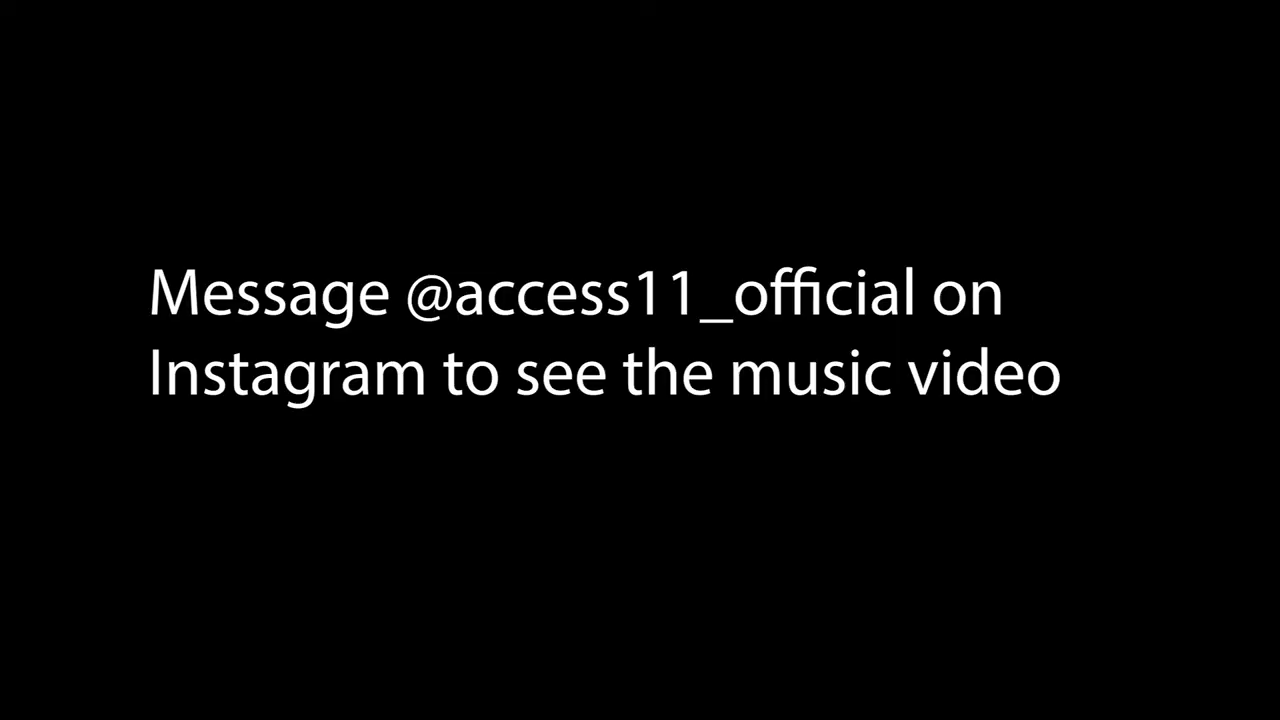 Message @access11_official on
Instagram to see the music video